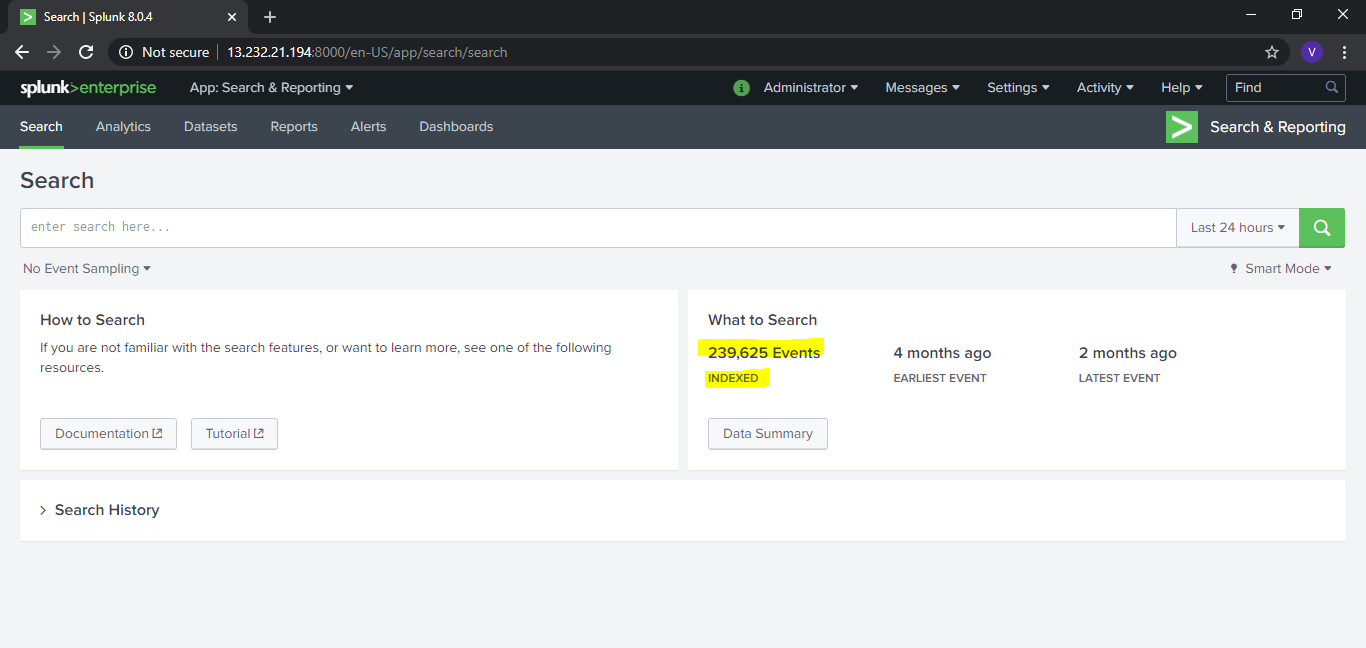 Search | Splunk 8.0.4
Not secure 13.232.21.194:8000/en-US/app/search/search
V
splunk>enterprise App: Search & Reporting i Administrator Messages Settings Activity Help Find
Search Analytics Datasets Reports Alerts Dashboards > Search & Reporting
Search
enter search here... Last 24 hours
No Event Sampling Smart Mode
How to Search
If you are not familiar with the search features, or want to learn more, see one of the following
resources.
Documentation Tutorial
What to Search
239,625 Events 4 months ago 2 months ago
INDEXED EARLIEST EVENT LATEST EVENT
Data Summary
Search History